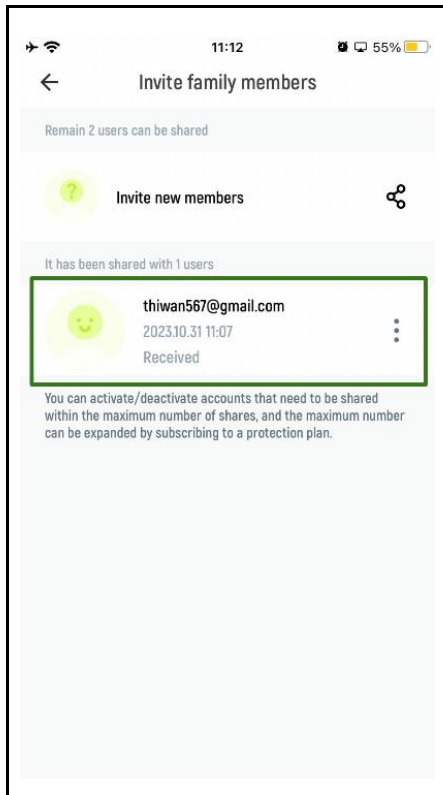 11:12
55%
Invite family members
Remain 2 users can be shared
?
Invite new members
It has been shared with 1 users
thiwan567@gmail.com
2023.10.31 11:07
Received
You can activate/deactivate accounts that need to be shared
within the maximum number of shares, and the maximum number
can be expanded by subscribing to a protection plan.